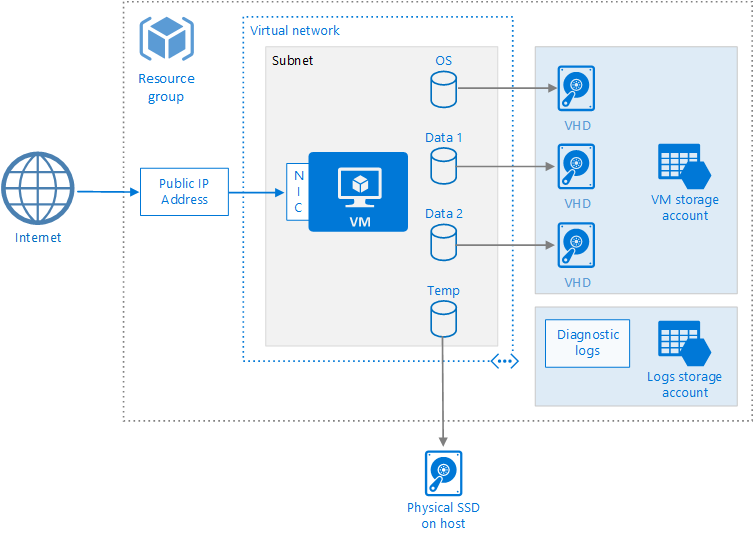 Virtual network
Resource
group
Subnet
OS
VHD
Data 1
Internet
Public IP
Address
N
I
C
VM
VHD
VM storage
account
Data 2
VHD
Temp
Diagnostic
logs
Logs storage
account
Physical SSD
on host